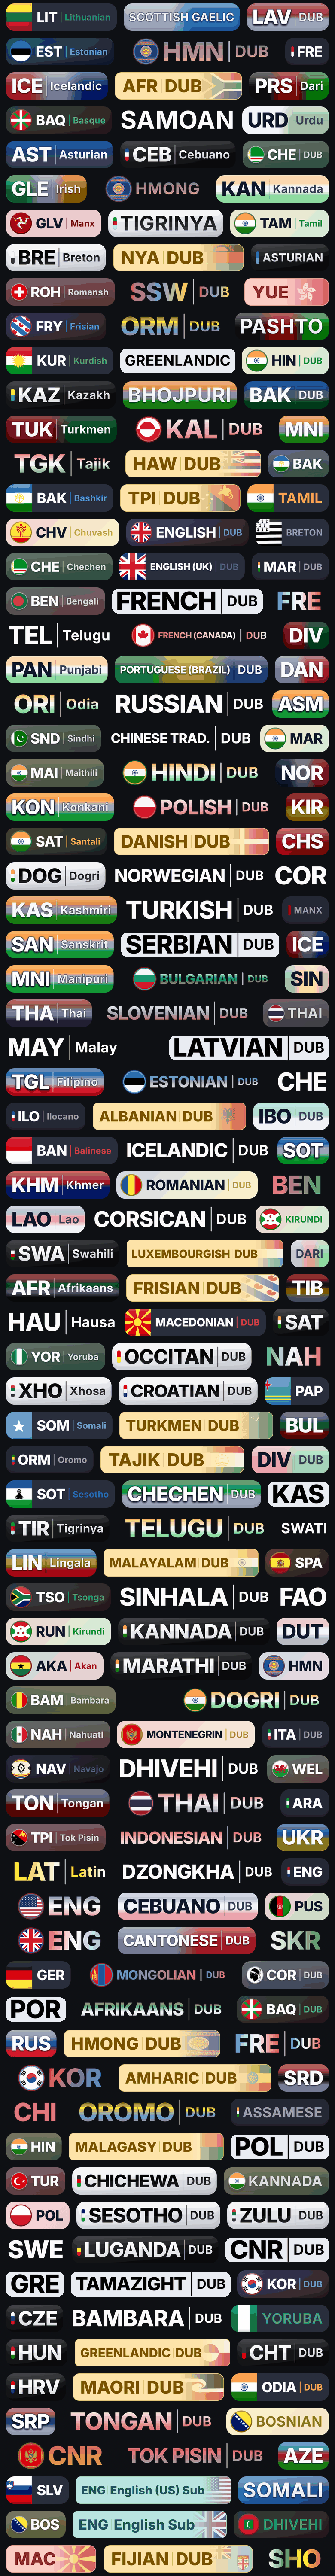 LIT | Lithuanian SCOTTISH GAELIC LAV | DUB
EST | Estonian HMN | DUB FRE
ICE Icelandic AFR DUB PRS Dari
BAQ | Basque SAMOAN URD Urdu
AST | Asturian CEB | Cebuano CHE | DUB
GLE Irish HMONG KAN Kannada
GLV | Manx TIGRINYA TAM | Tamil
BRE | Breton NYA DUB ASTURIAN
ROH | Romansh SSW | DUB YUE
FRY | Frisian ORM | DUB PASHTO
KUR | Kurdish GREENLANDIC HIN | DUB
KAZ | Kazakh BHOJPURI BAK DUB
TUK Turkmen KAL | DUB MNI
TGK | Tajik HAW DUB BAK
BAK | Bashkir TPI DUB TAMIL
CHV | Chuvash ENGLISH | DUB BRETON
CHE | Chechen ENGLISH (UK) | DUB MAR | DUB
BEN | Bengali FRENCH | DUB FRE
TEL | Telugu FRENCH (CANADA) | DUB DIV
PAN Punjabi PORTUGUESE (BRAZIL) | DUB DAN
ORI | Odia RUSSIAN | DUB ASM
SND | Sindhi CHINESE TRAD. | DUB MAR
MAI | Maithili HINDI | DUB NOR
KON Konkani POLISH | DUB KIR
SAT | Santali DANISH DUB CHS
DOG | Dogri NORWEGIAN | DUB COR
KAS Kashmiri TURKISH | DUB MANX
SAN Sanskrit SERBIAN | DUB ICE
MNI Manipuri BULGARIAN | DUB SIN
THA | Thai SLOVENIAN | DUB THAI
MAY | Malay LATVIAN | DUB
TGL Filipino ESTONIAN | DUB CHE
ILO | Ilocano ALBANIAN DUB IBO DUB
BAN | Balinese ICELANDIC | DUB SOT
KHM Khmer ROMANIAN | DUB BEN
LAO Lao CORSICAN | DUB KIRUNDI
SWA | Swahili LUXEMBOURGISH DUB DARI
AFR Afrikaans FRISIAN DUB TIB
HAU | Hausa MACEDONIAN | DUB SAT
YOR | Yoruba OCCITAN | DUB NAH
XHO | Xhosa CROATIAN | DUB PAP
SOM | Somali TURKMEN DUB BUL
ORM | Oromo TAJIK DUB DIV DUB
SOT | Sesotho CHECHEN DUB KAS
TIR | Tigrinya TELUGU | DUB SWATI
LIN Lingala MALAYALAM DUB SPA
TSO | Tsonga SINHALA | DUB FAO
RUN | Kirundi KANNADA | DUB DUT
AKA | Akan MARATHI | DUB HMN
BAM | Bambara DOGRI | DUB
NAH | Nahuatl MONTENEGRIN | DUB ITA | DUB
NAV | Navajo DHIVEHI | DUB WEL
TON Tongan THAI | DUB ARA
TPI | Tok Pisin INDONESIAN | DUB UKR
LAT | Latin DZONGKHA | DUB ENG
ENG CEBUANO DUB PUS
ENG CANTONESE DUB SKR
GER MONGOLIAN | DUB COR | DUB
POR AFRIKAANS | DUB BAQ | DUB
RUS HMONG DUB FRE | DUB
KOR AMHARIC DUB SRD
CHI OROMO | DUB ASSAMESE
HIN MALAGASY DUB POL | DUB
TUR CHICHEWA | DUB KANNADA
POL SESOTHO | DUB ZULU | DUB
SWE LUGANDA | DUB CNR | DUB
GRE TAMAZIGHT | DUB KOR | DUB
CZE BAMBARA | DUB YORUBA
HUN GREENLANDIC DUB CHT | DUB
HRV MAORI DUB ODIA | DUB
SRP TONGAN | DUB BOSNIAN
CNR TOK PISIN | DUB AZE
SLV ENG English (US) Sub SOMALI
BOS ENG English Sub DHIVEHI
MAC FIJIAN DUB SHO